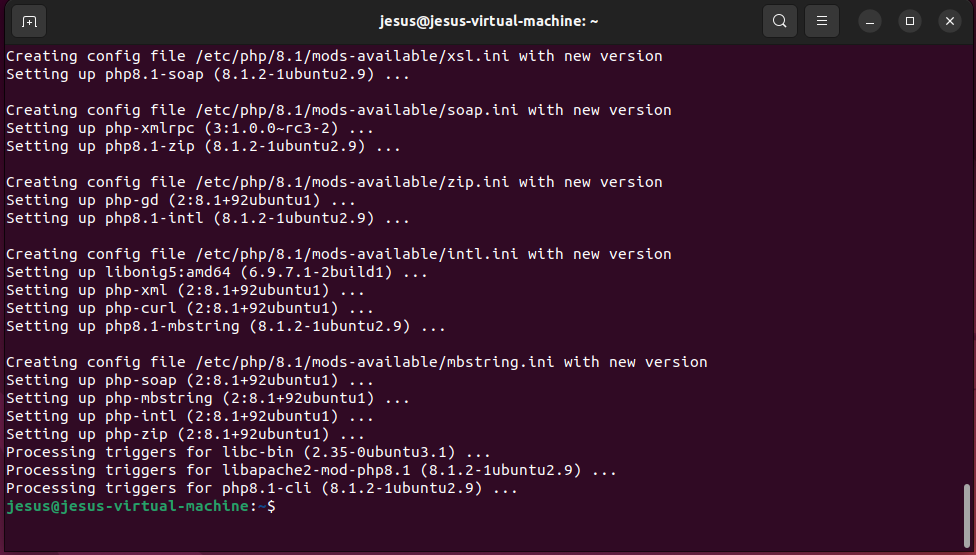 jesus@jesus-virtual-machine: ~
Creating config file /etc/php/8.1/mods-available/xsl.ini with new version
Setting up php8.1-soap (8.1.2-1ubuntu2.9) ...
Creating config file /etc/php/8.1/mods-available/soap.ini with new version
Setting up php-xmlrpc (3:1.0.0~rc3-2) ...
Setting up php8.1-zip (8.1.2-1ubuntu2.9) ...
Creating config file /etc/php/8.1/mods-available/zip.ini with new version
Setting up php-gd (2:8.1+92ubuntu1) ...
Setting up php8.1-intl (8.1.2-1ubuntu2.9) ...
Creating config file /etc/php/8.1/mods-available/intl.ini with new version
Setting up libonig5:amd64 (6.9.7.1-2build1) ...
Setting up php-xml (2:8.1+92ubuntu1) ...
Setting up php-curl (2:8.1+92ubuntu1) ...
Setting up php8.1-mbstring (8.1.2-1ubuntu2.9) ...
Creating config file /etc/php/8.1/mods-available/mbstring.ini with new version
Setting up php-soap (2:8.1+92ubuntu1) ...
Setting up php-mbstring (2:8.1+92ubuntu1) ...
Setting up php-intl (2:8.1+92ubuntu1) ...
Setting up php-zip (2:8.1+92ubuntu1) ...
Processing triggers for libc-bin (2.35-0ubuntu3.1) ...
Processing triggers for libapache2-mod-php8.1 (8.1.2-1ubuntu2.9) ...
Processing triggers for php8.1-cli (8.1.2-1ubuntu2.9) ...
jesus@jesus-virtual-machine:~$